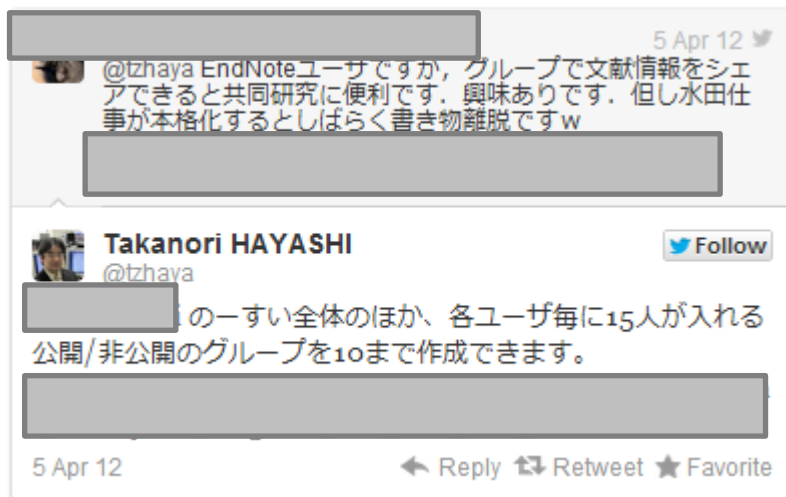 5 Apr 12
@tzhaya EndNoteユーザですが，グループで文献情報をシェ
アできると共同研究に便利です．興味ありです．但し水田仕
事が本格化するとしばらく書き物離脱ですｗ
Takanori HAYASHI
Follow
@tzhaya
のーすい全体のほか、各ユーザ毎に15人が入れる
公開/非公開のグループを10まで作成できます。
5 Apr 12
Reply Retweet Favorite